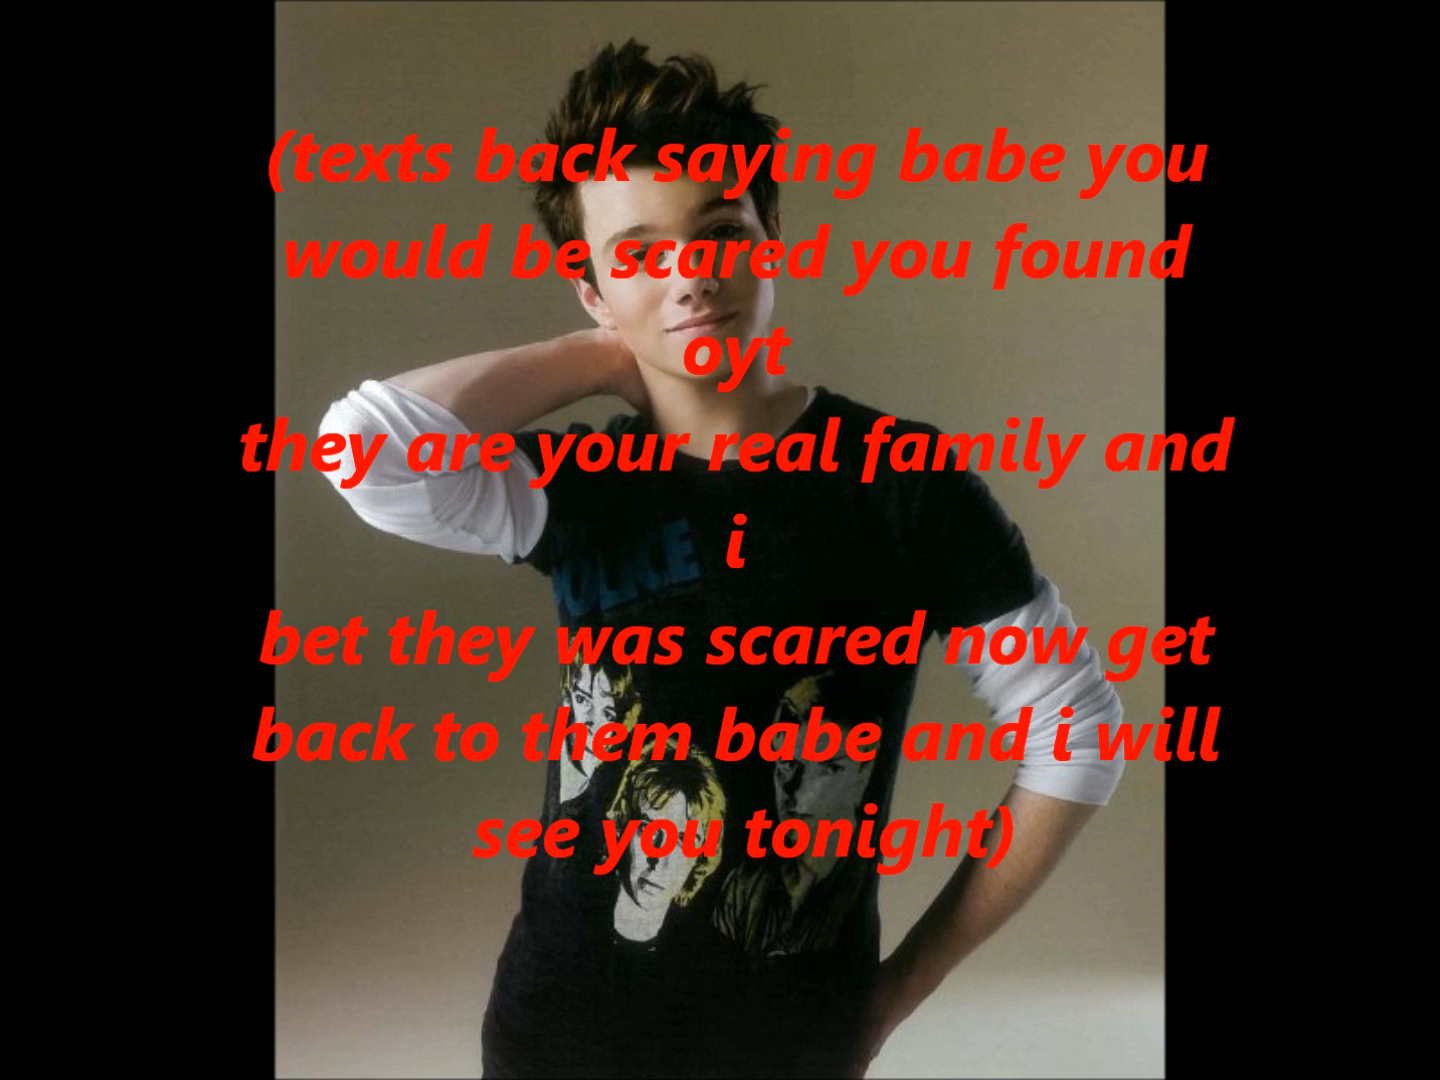 (texts back saying babe you
would be scared you found
oyt
they are your real family and
i
bet they was scared now get
back to them babe and i will
see you tonight)
OLICE